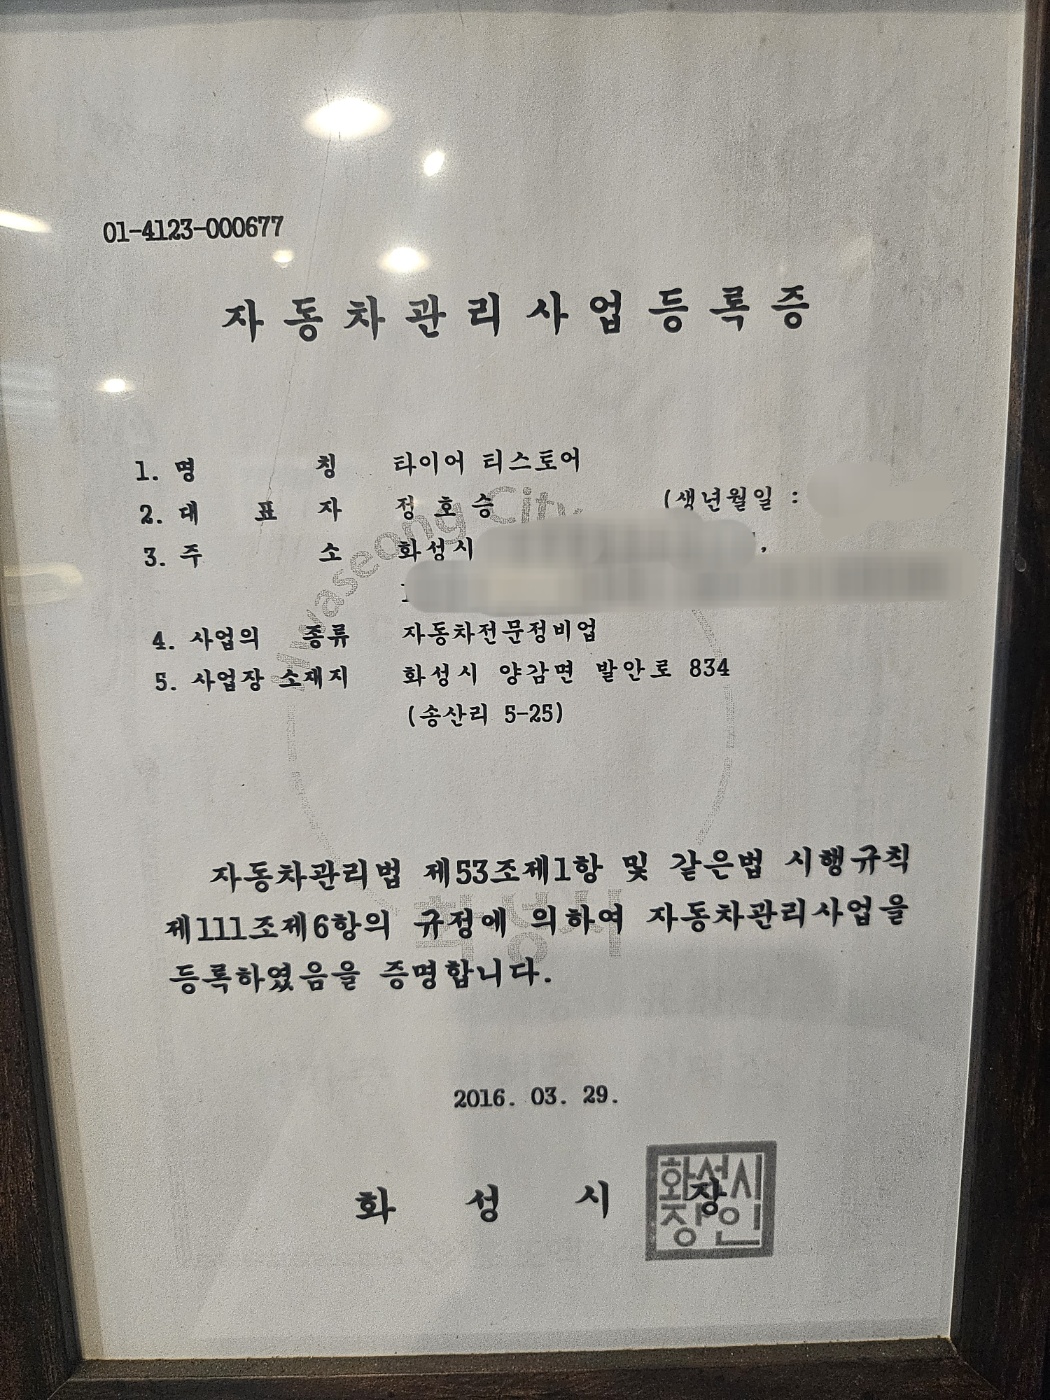 01-4123-000677
자동차관리사업등록증
1. 명 칭 타이어 티스토어
2. 대 표 자 정 호 승 (생년월일 :
3. 주 소 화성시
4. 사업의 종류 자동차전문정비업
5. 사업장 소재지 화성시 양감면 발안로 834
(송산리 5-25)
자동차관리법 제53조제1항 및 같은법 시행규칙
제111조제6항의 규정에 의하여 자동차관리사업을
등록하였음을 증명합니다.
2016. 03. 29.
화 성 시 장
화성시
장인
Hwaseong City
화성시